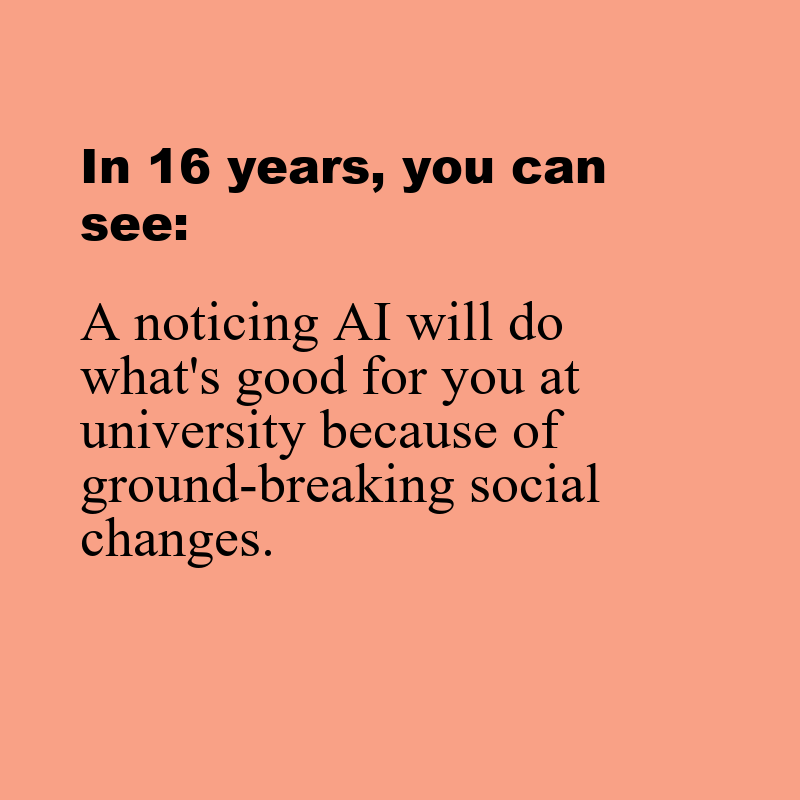 In 16 years, you can
see:
A noticing AI will do
what's good for you at
university because of
ground-breaking social
changes.